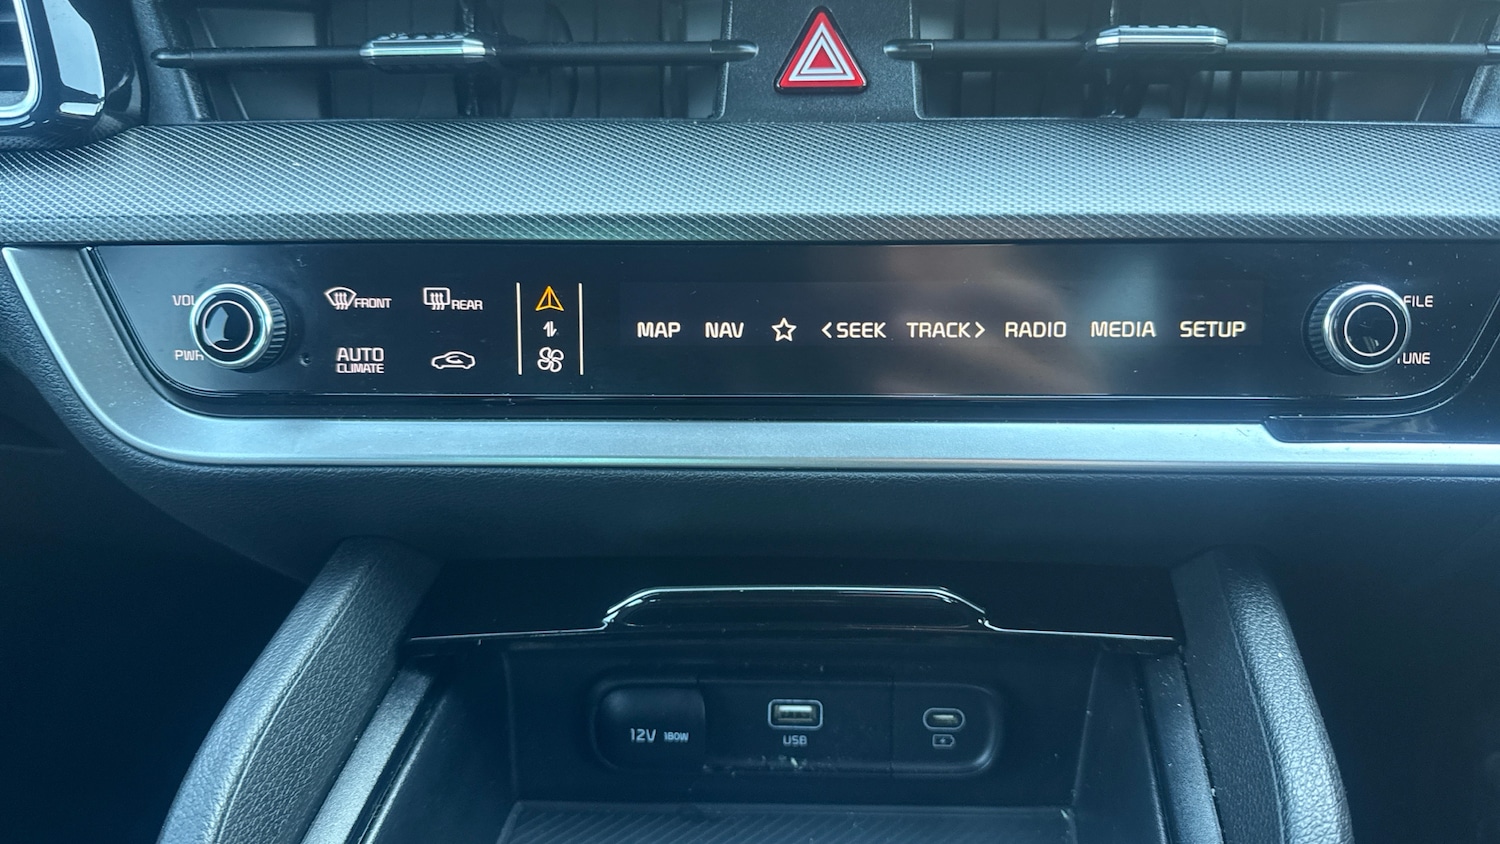 VOL
FRONT
REAR
PWR
AUTO
CLIMATE
MAP NAV <SEEK TRACK> RADIO MEDIA SETUP
FILE
TUNE
12V 180W
USB